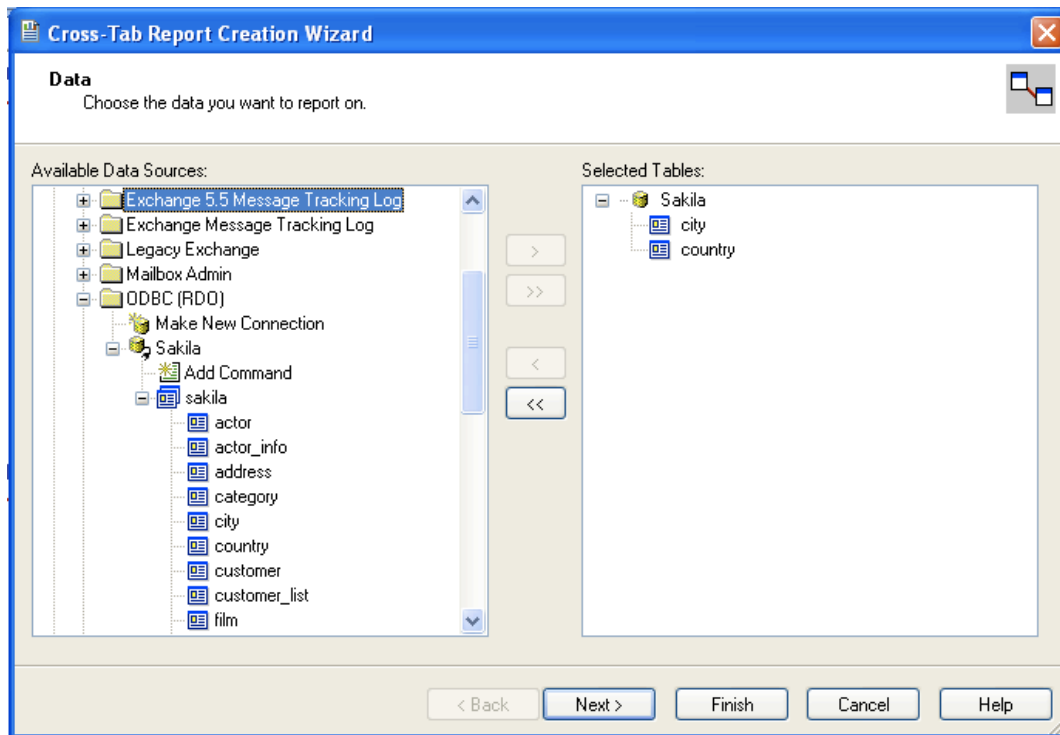 Cross-Tab Report Creation Wizard
Data
Choose the data you want to report on.
Available Data Sources:
Exchange 5.5 Message Tracking Log
Exchange Message Tracking Log
Legacy Exchange
Mailbox Admin
ODBC (RDO)
Make New Connection
Sakila
Add Command
sakila
actor
actor_info
address
category
city
country
customer
customer_list
film
>
>>
<
<<
Selected Tables:
Sakila
city
country
< Back
Next >
Finish
Cancel
Help